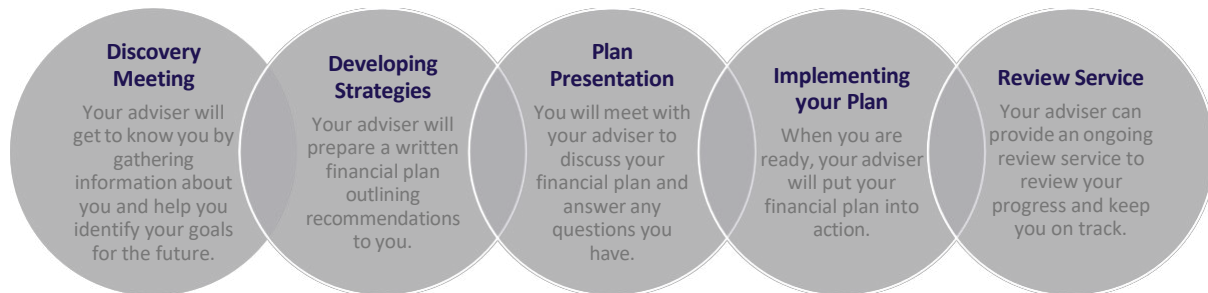 Discovery
Meeting
Your adviser will
get to know you by
gathering
information about
you and help you
identify your goals
for the future.
Developing
Strategies
Your adviser will
prepare a written
financial plan
outlining
recommendations
to you.
Plan
Presentation
You will meet with
your adviser to
discuss your
financial plan and
answer any
questions you
have.
Implementing
your Plan
When you are
ready, your adviser
will put your
financial plan into
action.
Review Service
Your adviser can
provide an ongoing
review service to
review your
progress and keep
you on track.